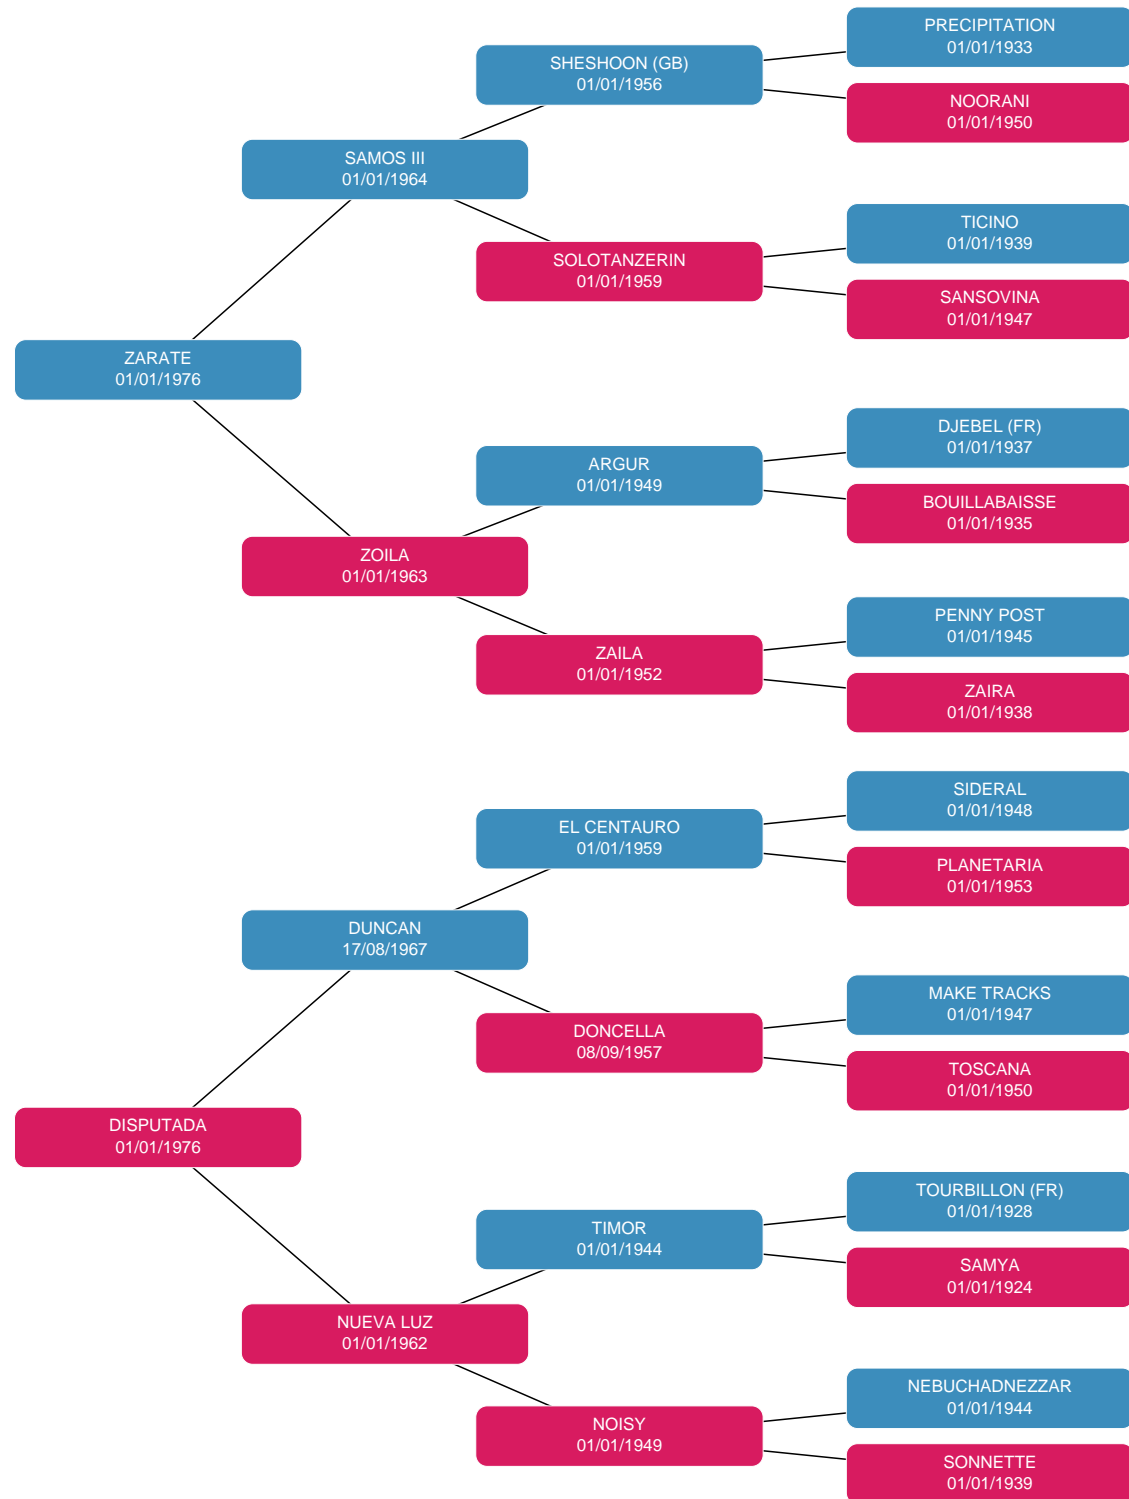 PRECIPITATION
01/01/1933
SHESHOON (GB)
01/01/1956
NOORANI
01/01/1950
SAMOS III
01/01/1964
TICINO
01/01/1939
SOLOTANZERIN
01/01/1959
SANSOVINA
01/01/1947
ZARATE
01/01/1976
DJEBEL (FR)
01/01/1937
ARGUR
01/01/1949
BOUILLABAISSE
01/01/1935
ZOILA
01/01/1963
PENNY POST
01/01/1945
ZAILA
01/01/1952
ZAIRA
01/01/1938
SIDERAL
01/01/1948
EL CENTAURO
01/01/1959
PLANETARIA
01/01/1953
DUNCAN
17/08/1967
MAKE TRACKS
01/01/1947
DONCELLA
08/09/1957
TOSCANA
01/01/1950
DISPUTADA
01/01/1976
TOURBILLON (FR)
01/01/1928
TIMOR
01/01/1944
SAMYA
01/01/1924
NUEVA LUZ
01/01/1962
NEBUCHADNEZZAR
01/01/1944
NOISY
01/01/1949
SONNETTE
01/01/1939